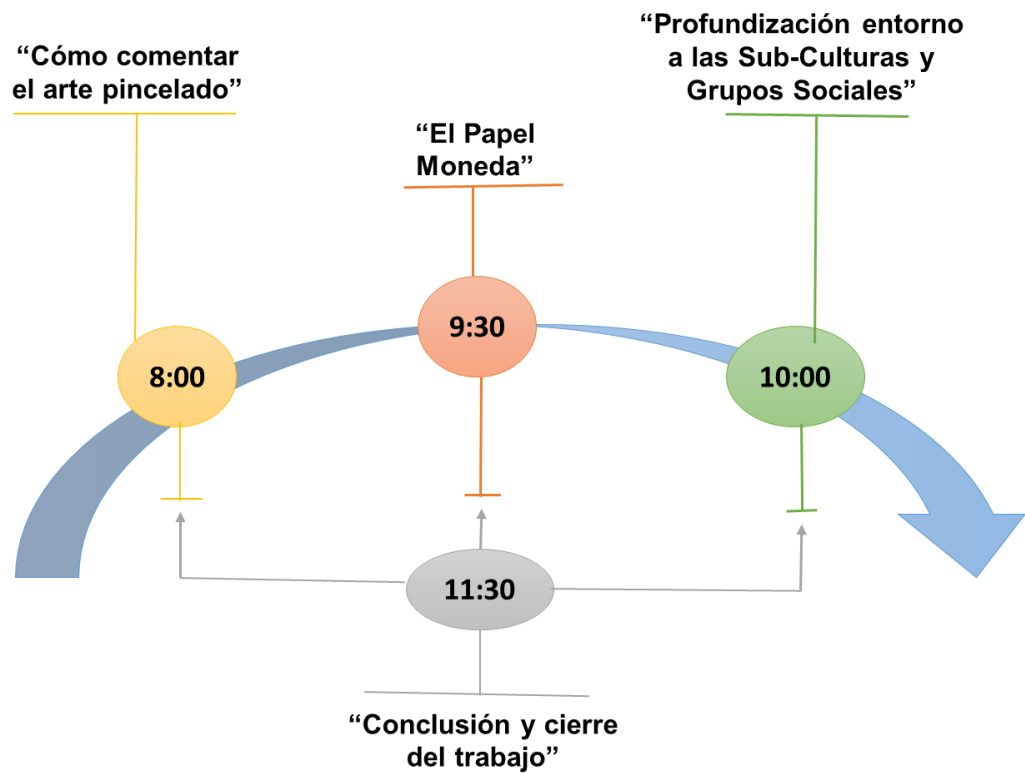 “Cómo comentar
el arte pincelado”
“El Papel
Moneda”
“Profundización entorno
a las Sub-Culturas y
Grupos Sociales”
8:00
9:30
10:00
11:30
“Conclusión y cierre
del trabajo”